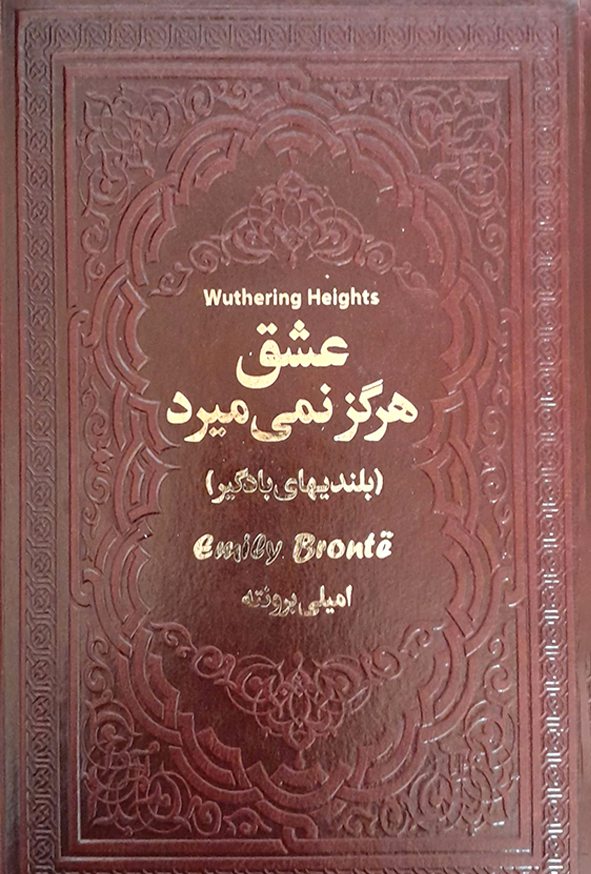 Wuthering Heights
عشق
هرگز نمی‌میرد
(بلندیهای بادگیر)
Emily Brontë
امیلی برونته